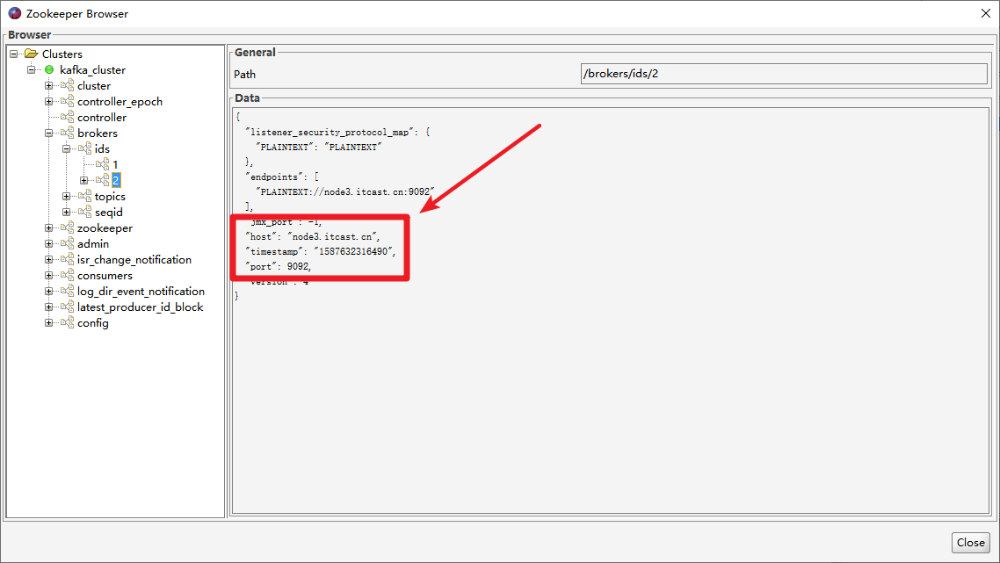 Zookeeper Browser
Browser
Clusters
kafka_cluster
cluster
controller_epoch
controller
brokers
ids
1
2
topics
seqid
zookeeper
admin
isr_change_notification
consumers
log_dir_event_notification
latest_producer_id_block
config
General
Path
/brokers/ids/2
Data
{
"listener_security_protocol_map": {
"PLAINTEXT": "PLAINTEXT"
},
"endpoints": [
"PLAINTEXT://node3.itcast.cn:9092"
],
"jmx_port": -1,
"host": "node3.itcast.cn",
"timestamp": "1587632316490",
"port": 9092,
"version": 4
}
Close